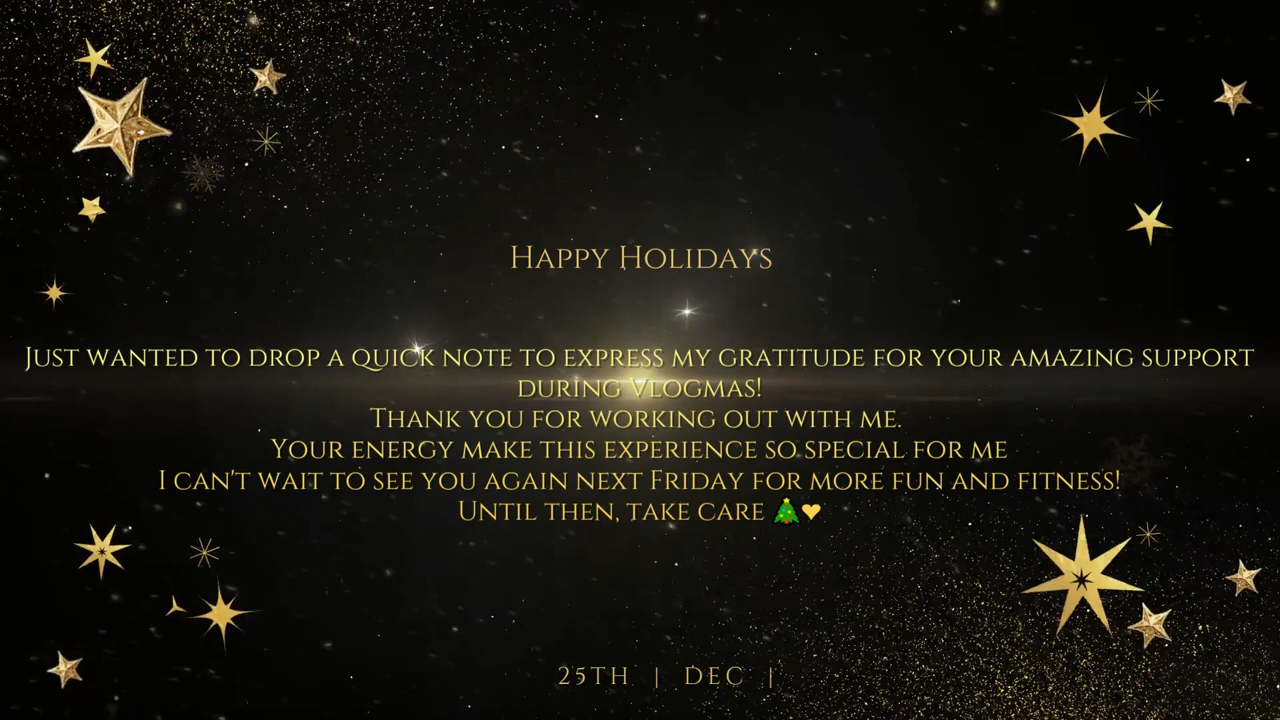 Happy Holidays
Just wanted to drop a quick note to express my gratitude for your amazing support
during Vlogmas!
Thank you for working out with me.
Your energy make this experience so special for me
I can't wait to see you again next Friday for more fun and fitness!
Until then, take care 🎄💛
25TH | DEC |